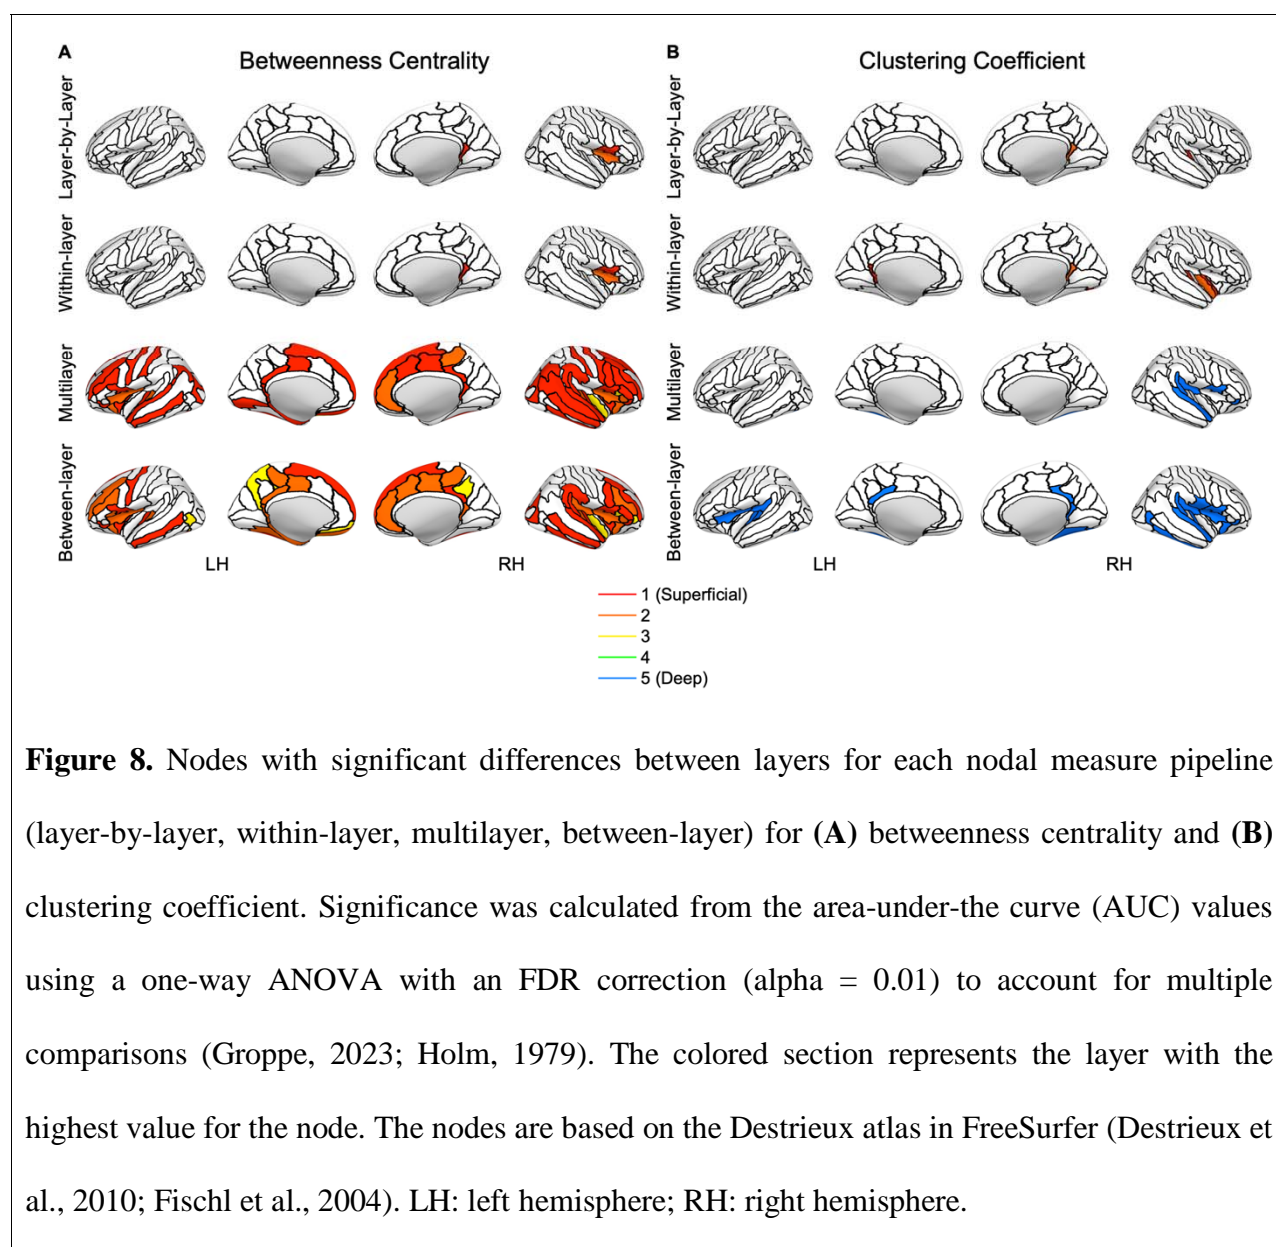 A
Betweenness Centrality
B
Clustering Coefficient
Layer-by-Layer
Layer-by-Layer
Within-layer
Within-layer
Multilayer
Multilayer
Between-layer
Between-layer
LH
RH
LH
RH
1 (Superficial)
2
3
4
5 (Deep)
Figure 8. Nodes with significant differences between layers for each nodal measure pipeline
(layer-by-layer, within-layer, multilayer, between-layer) for (A) betweenness centrality and (B)
clustering coefficient. Significance was calculated from the area-under-the curve (AUC) values
using a one-way ANOVA with an FDR correction (alpha = 0.01) to account for multiple
comparisons (Groppe, 2023; Holm, 1979). The colored section represents the layer with the
highest value for the node. The nodes are based on the Destrieux atlas in FreeSurfer (Destrieux et
al., 2010; Fischl et al., 2004). LH: left hemisphere; RH: right hemisphere.